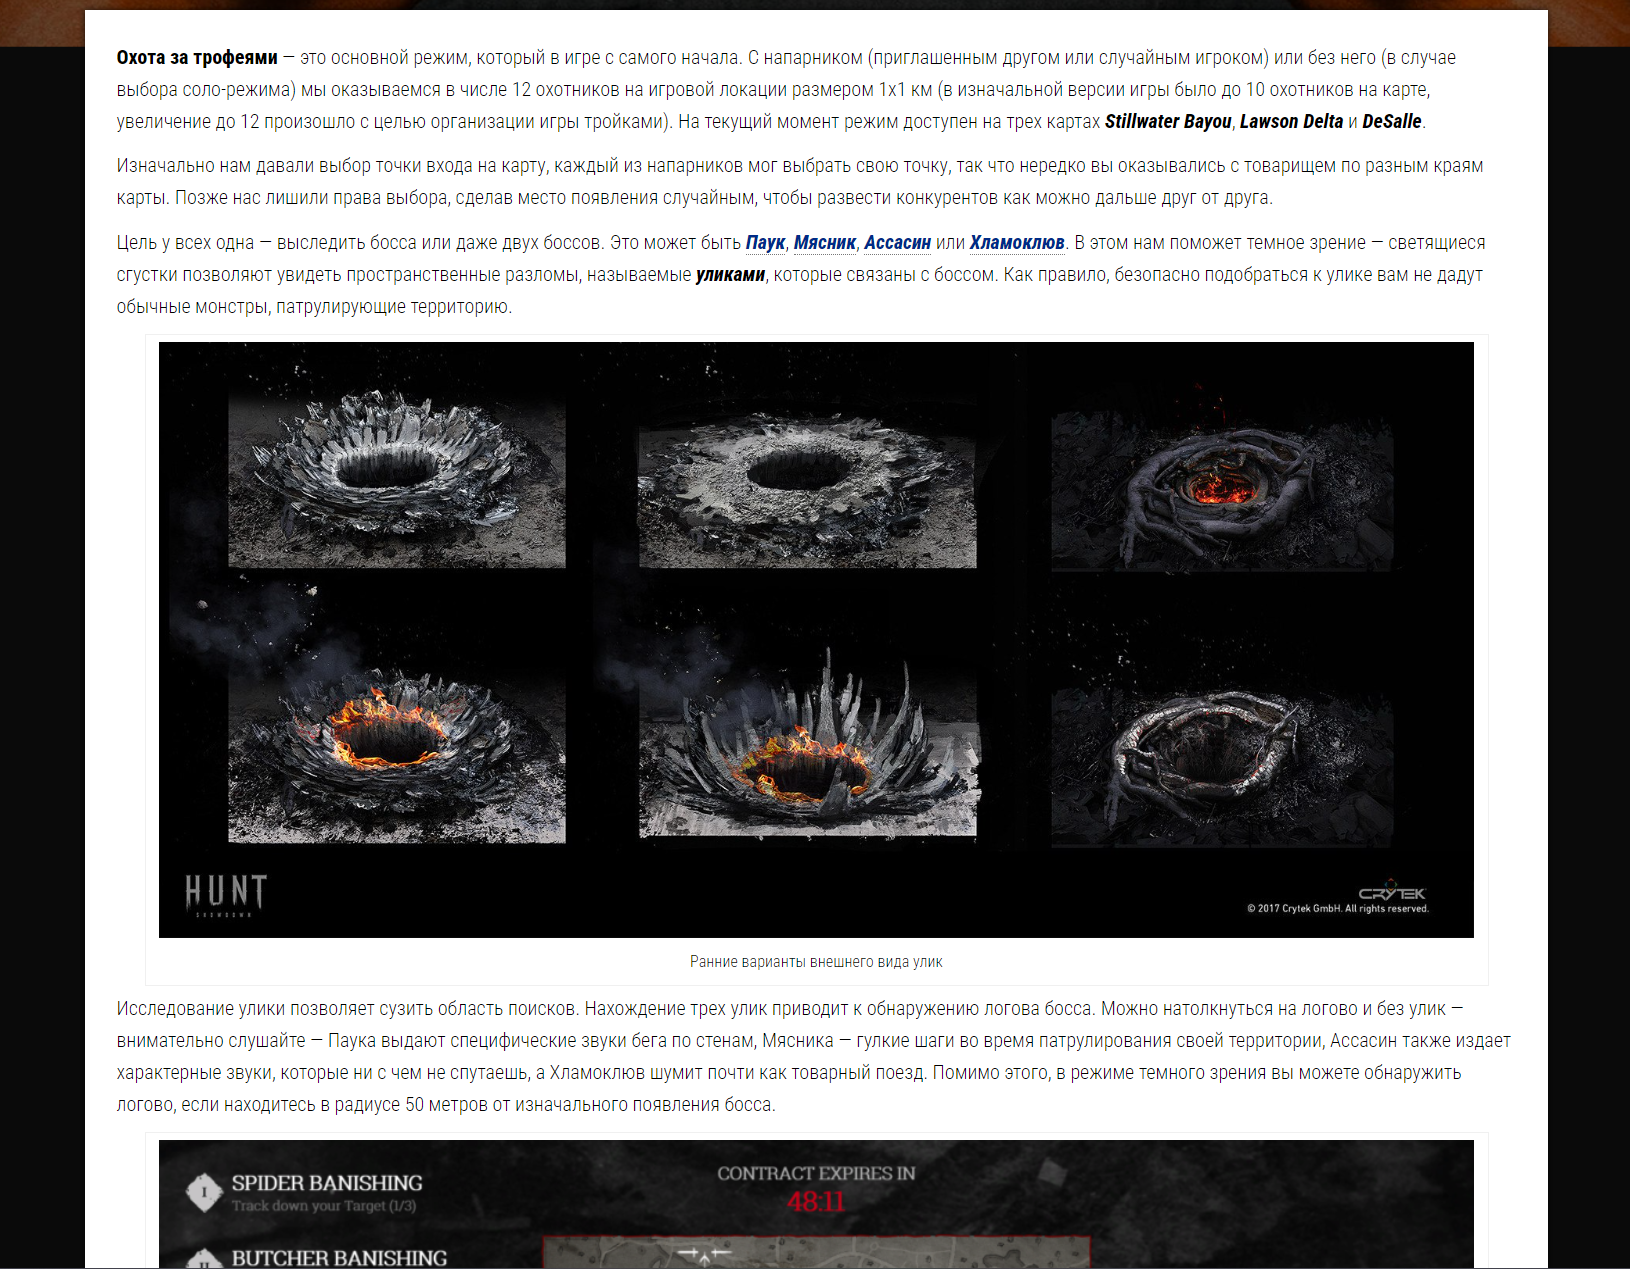 Охота за трофеями — это основной режим, который в игре с самого начала. С напарником (приглашенным другом или случайным игроком) или без него (в случае
выбора соло-режима) мы оказываемся в числе 12 охотников на игровой локации размером 1x1 км (в изначальной версии игры было до 10 охотников на карте,
увеличение до 12 произошло с целью организации игры тройками). На текущий момент режим доступен на трех картах Stillwater Bayou, Lawson Delta и DeSalle.
Изначально нам давали выбор точки входа на карту, каждый из напарников мог выбрать свою точку, так что нередко вы оказывались с товарищем по разным краям
карты. Позже нас лишили права выбора, сделав место появления случайным, чтобы развести конкурентов как можно дальше друг от друга.
Цель у всех одна — выследить босса или даже двух боссов. Это может быть Паук, Мясник, Ассасин или Хламоклюв. В этом нам поможет темное зрение — светящиеся
сгустки позволяют увидеть пространственные разломы, называемые уликами, которые связаны с боссом. Как правило, безопасно подобраться к улике вам не дадут
обычные монстры, патрулирующие территорию.
HUNT
SHOWDOWN
CRYTEK
© 2017 Crytek GmbH. All rights reserved.
Ранние варианты внешнего вида улик
Исследование улики позволяет сузить область поисков. Нахождение трех улик приводит к обнаружению логова босса. Можно натолкнуться на логово и без улик —
внимательно слушайте — Паука выдают специфические звуки бега по стенам, Мясника — гулкие шаги во время патрулирования своей территории, Ассасин также издает
характерные звуки, которые ни с чем не спутаешь, а Хламоклюв шумит почти как товарный поезд. Помимо этого, в режиме темного зрения вы можете обнаружить
логово, если находитесь в радиусе 50 метров от изначального появления босса.
I
SPIDER BANISHING
Track down your Target (1/3)
CONTRACT EXPIRES IN
48:11
II
BUTCHER BANISHING